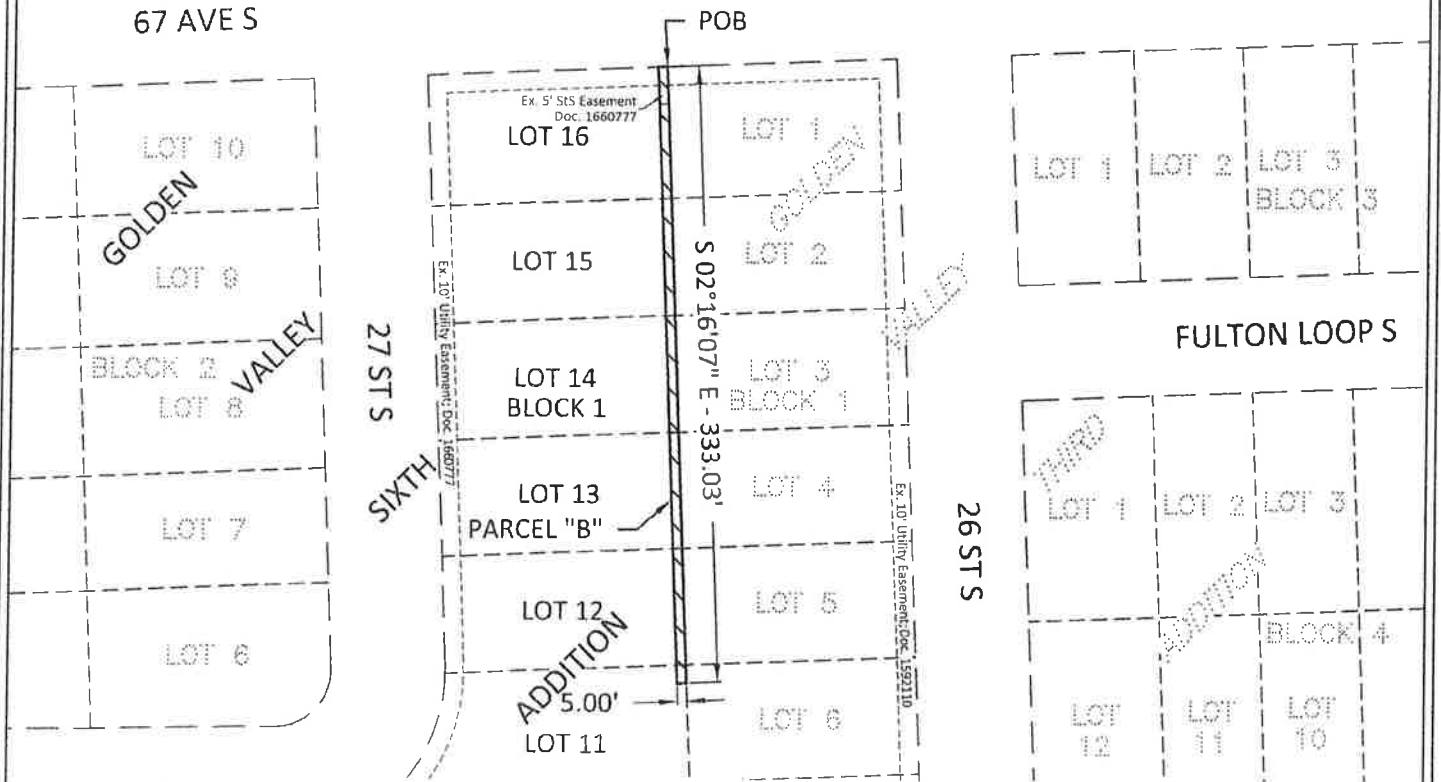 67 AVE S
POB
Ex. 5' StS Easement
Doc. 1660777
LOT 16
LOT 15
LOT 14
BLOCK 1
LOT 13
PARCEL "B"
LOT 12
LOT 11
5.00'
S 02°16'07" E - 333.03'
Ex. 10' Utility Easement; Doc. 1660777
27 ST S
GOLDEN
VALLEY
SIXTH
ADDITION
LOT 10
LOT 9
BLOCK 2
LOT 8
LOT 7
LOT 6
LOT 1
LOT 2
LOT 3
BLOCK 1
LOT 4
LOT 5
LOT 6
Ex. 10' Utility Easement; Doc. 1592110
26 ST S
GOLDEN
VALLEY
THIRD
ADDITION
LOT 1
LOT 2
LOT 3
BLOCK 3
FULTON LOOP S
LOT 1
LOT 2
LOT 3
BLOCK 4
LOT
12
LOT
11
LOT
10